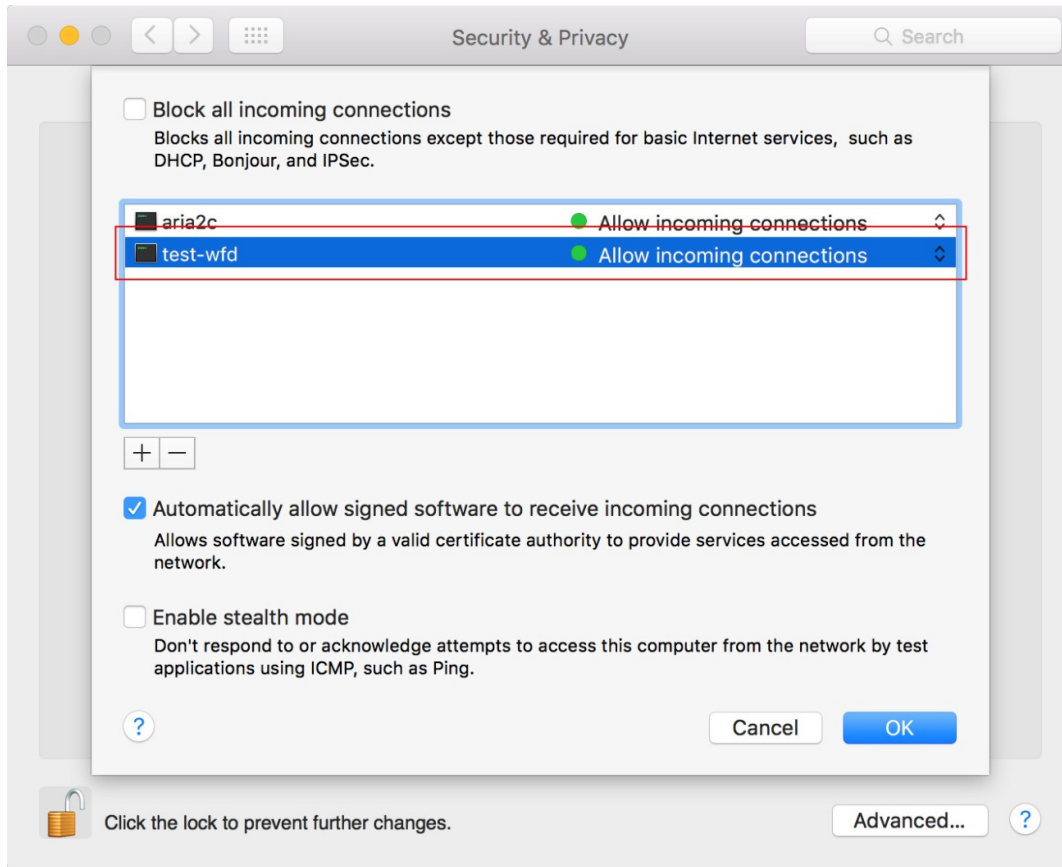 Security & Privacy
Search
Block all incoming connections
Blocks all incoming connections except those required for basic Internet services, such as
DHCP, Bonjour, and IPSec.
aria2c Allow incoming connections
test-wfd Allow incoming connections
Automatically allow signed software to receive incoming connections
Allows software signed by a valid certificate authority to provide services accessed from the
network.
Enable stealth mode
Don't respond to or acknowledge attempts to access this computer from the network by test
applications using ICMP, such as Ping.
? Cancel OK
Click the lock to prevent further changes. Advanced... ?